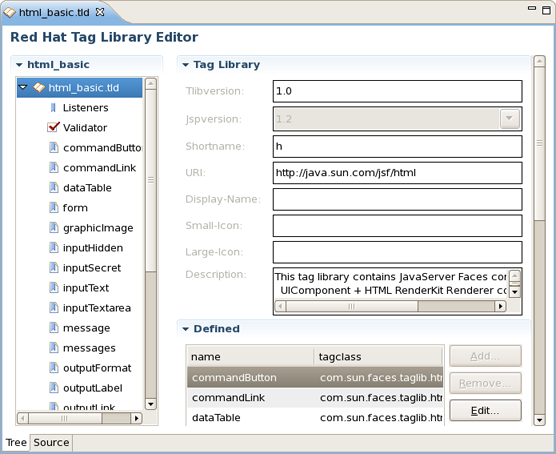 html_basic.tld
Red Hat Tag Library Editor
html_basic
html_basic.tld
Listeners
Validator
commandButto
commandLink
dataTable
form
graphicImage
inputHidden
inputSecret
inputText
inputTextarea
message
messages
outputFormat
outputLabel
outputLink
Tag Library
Tlibversion: 1.0
Jspversion: 1.2
Shortname: h
URI: http://java.sun.com/jsf/html
Display-Name:
Small-Icon:
Large-Icon:
Description: This tag library contains JavaServer Faces cor
UIComponent + HTML RenderKit Renderer co
Defined
name tagclass
commandButton com.sun.faces.taglib.htr
commandLink com.sun.faces.taglib.htr
dataTable com.sun.faces.taglib.htr
Add...
Remove...
Edit...
Tree Source